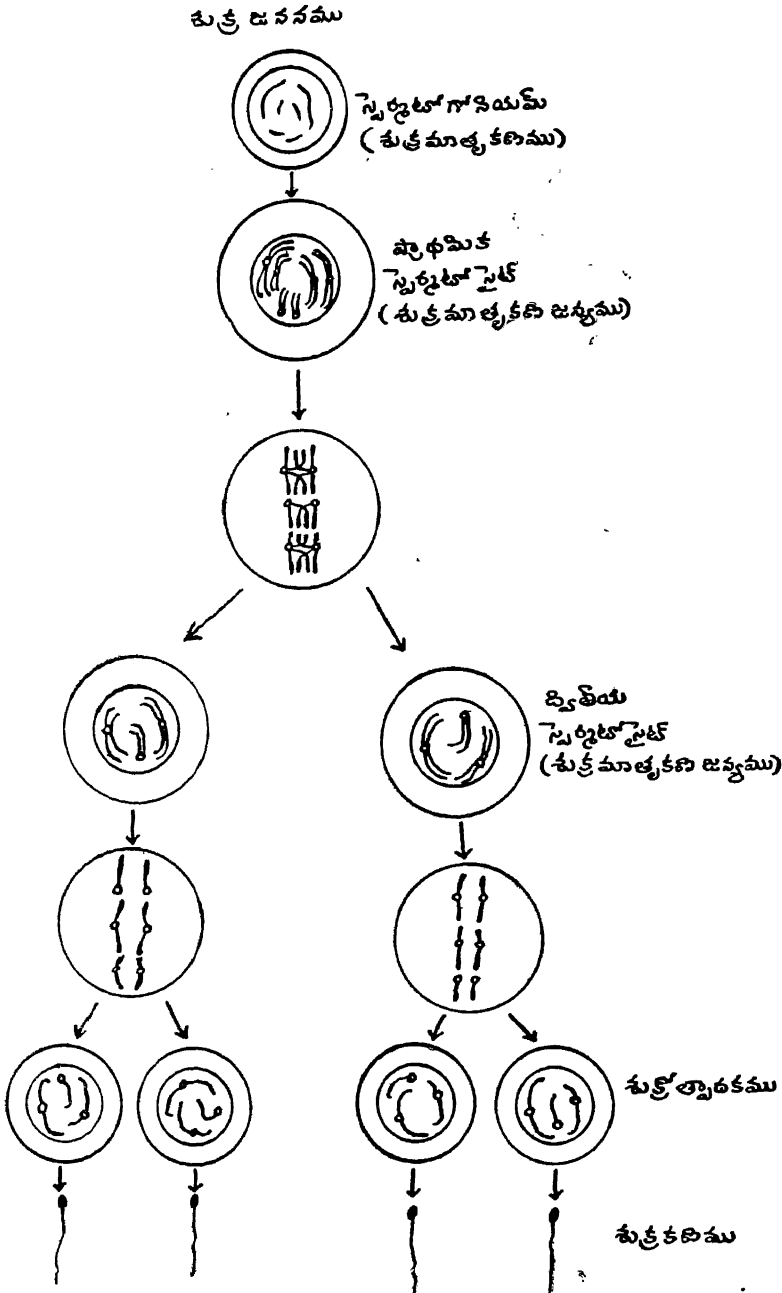 శుక్ర జననము
స్పెర్మటోగోనియమ్
(శుక్రమాతృకణము)
ప్రాథమిక
స్పెర్మటోసైట్
(శుక్రమాతృకణ జన్యము)
ద్వితీయ
స్పెర్మటోసైట్
(శుక్రమాతృకణ జన్యము)
శుక్రోత్పాదకము
శుక్రకణము